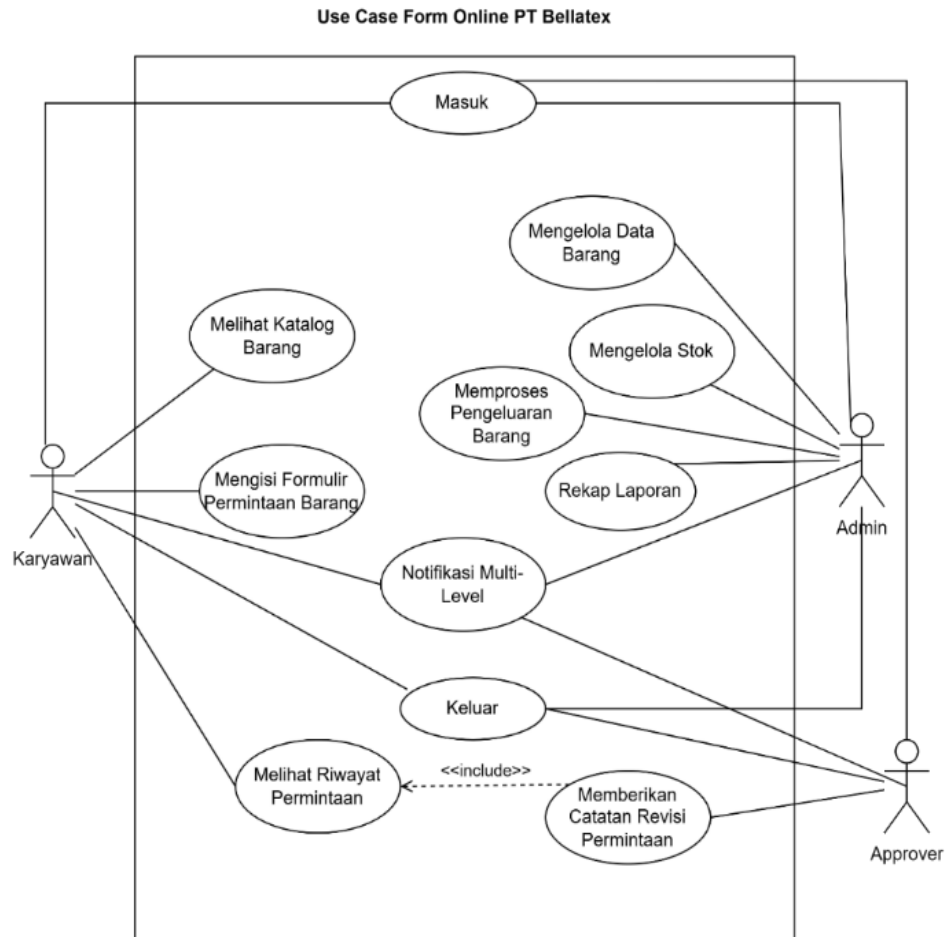 Use Case Form Online PT Bellatex
Masuk
Mengelola Data
Barang
Melihat Katalog
Barang
Mengelola Stok
Memproses
Pengeluaran
Barang
Mengisi Formulir
Permintaan Barang
Rekap Laporan
Admin
Karyawan
Notifikasi Multi-
Level
Keluar
Melihat Riwayat
Permintaan
<<include>>
Memberikan
Catatan Revisi
Permintaan
Approver